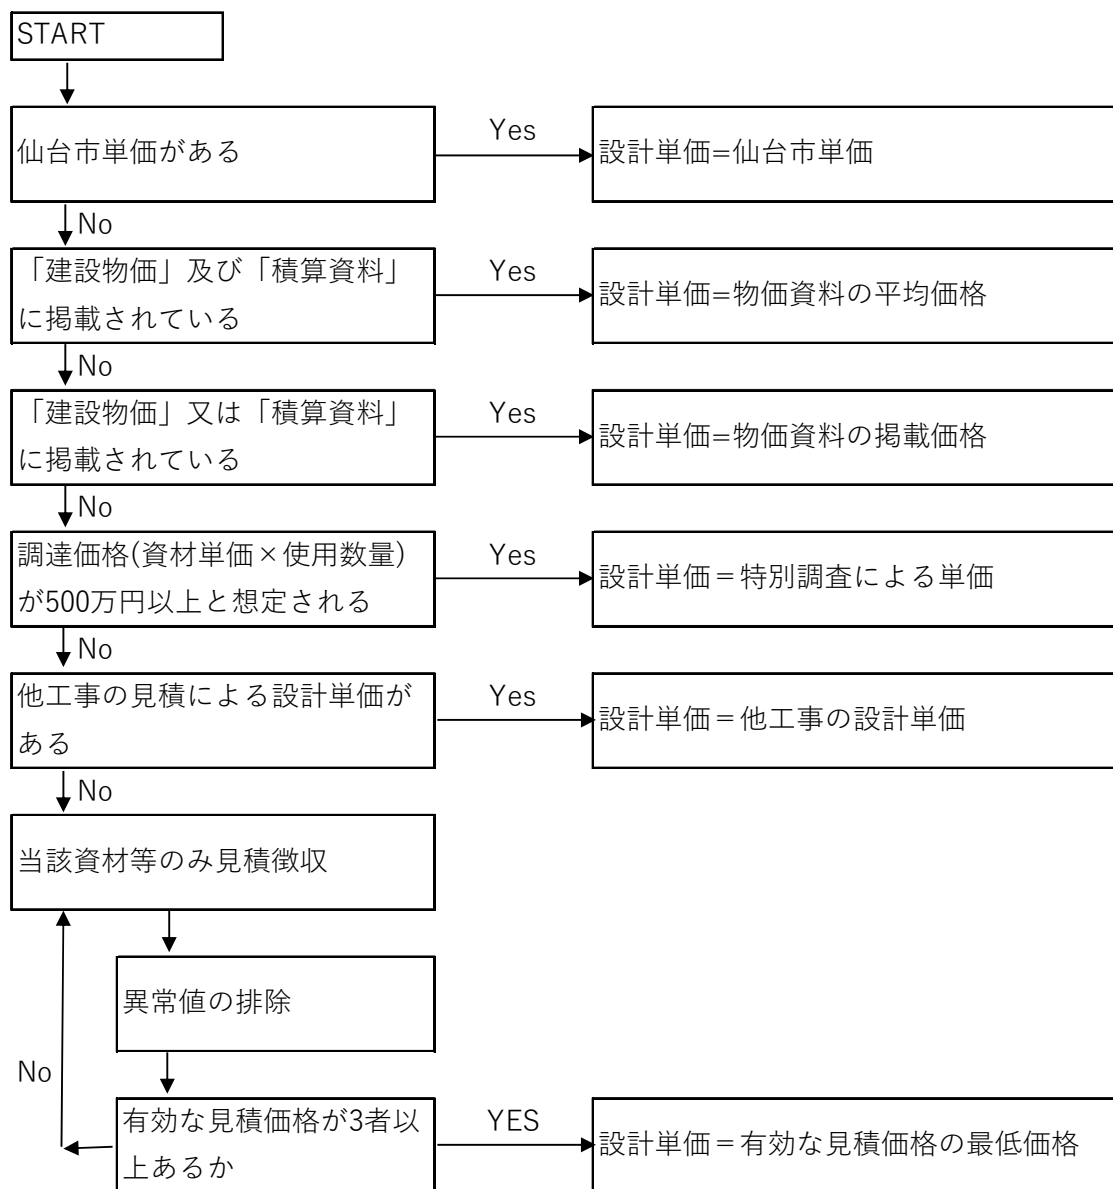 START
仙台市単価がある
Yes
設計単価=仙台市単価
No
「建設物価」及び「積算資料」
に掲載されている
Yes
設計単価=物価資料の平均価格
No
「建設物価」又は「積算資料」
に掲載されている
Yes
設計単価=物価資料の掲載価格
No
調達価格(資材単価×使用数量)
が500万円以上と想定される
Yes
設計単価＝特別調査による単価
No
他工事の見積による設計単価が
ある
Yes
設計単価＝他工事の設計単価
No
当該資材等のみ見積徴収
異常値の排除
No
有効な見積価格が3者以
上あるか
YES
設計単価＝有効な見積価格の最低価格